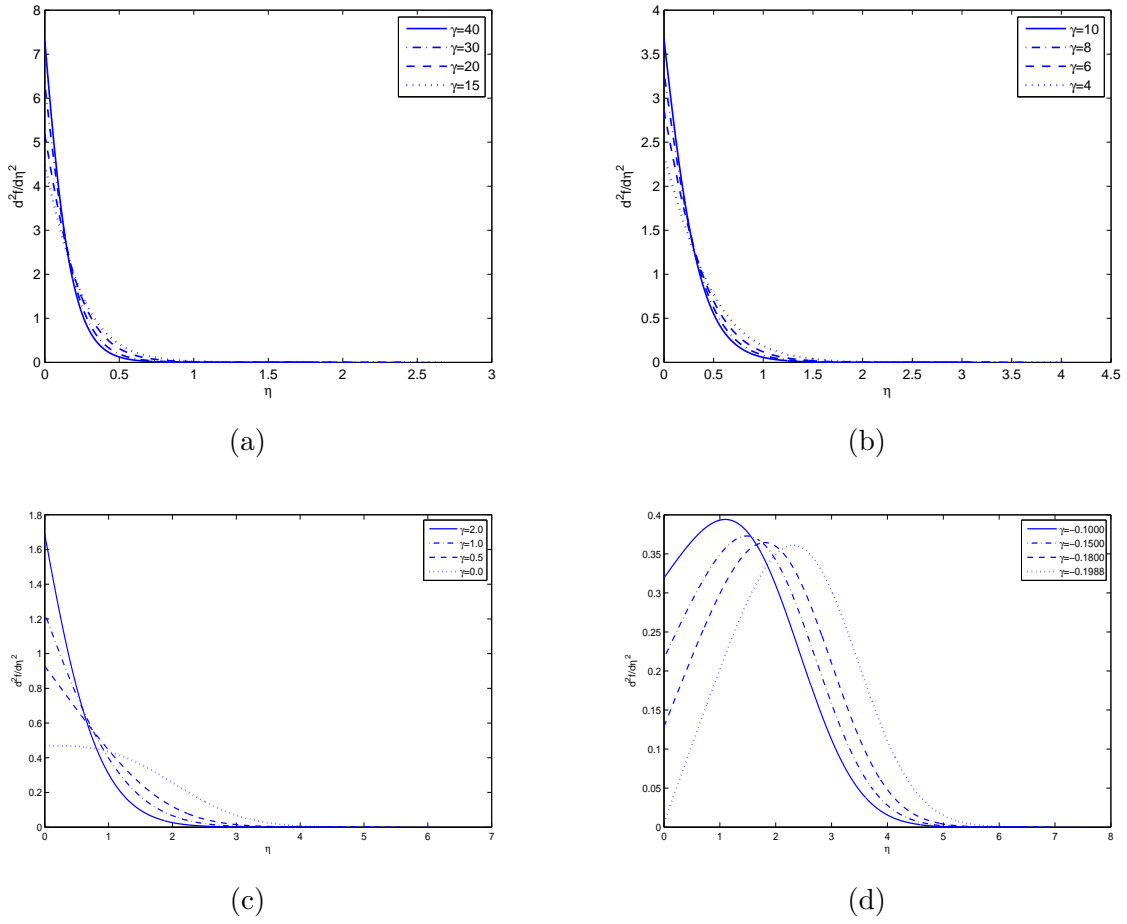 8
7
6
5
4
3
2
1
0
d²f/dη²
0 0.5 1 1.5 2 2.5 3
η
γ=40
γ=30
γ=20
γ=15
(a)
4
3.5
3
2.5
2
1.5
1
0.5
0
d²f/dη²
0 0.5 1 1.5 2 2.5 3 3.5 4 4.5
η
γ=10
γ=8
γ=6
γ=4
(b)
1.8
1.6
1.4
1.2
1
0.8
0.6
0.4
0.2
0
d²f/dη²
0 1 2 3 4 5 6 7
η
γ=2.0
γ=1.0
γ=0.5
γ=0.0
(c)
0.4
0.35
0.3
0.25
0.2
0.15
0.1
0.05
0
d²f/dη²
0 1 2 3 4 5 6 7 8
η
γ=−0.1000
γ=−0.1500
γ=−0.1800
γ=−0.1988
(d)